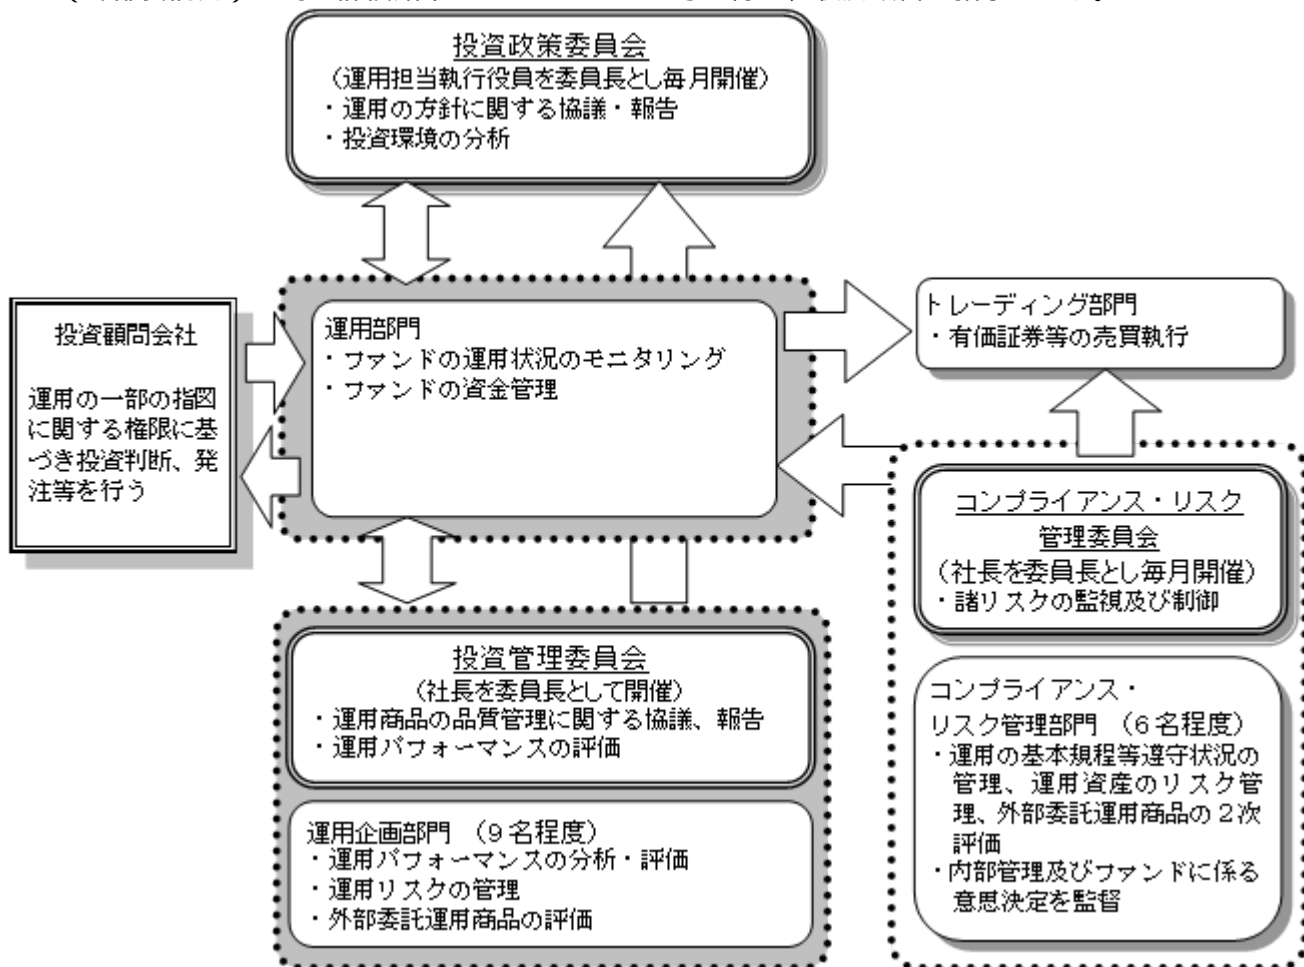 投資政策委員会
（運用担当執行役員を委員長とし毎月開催）
・運用の方針に関する協議・報告
・投資環境の分析
投資顧問会社
運用の一部の指図
に関する権限に基
づき投資判断、発
注等を行う
運用部門
・ファンドの運用状況のモニタリング
・ファンドの資金管理
トレーディング部門
・有価証券等の売買執行
コンプライアンス・リスク
管理委員会
（社長を委員長とし毎月開催）
・諸リスクの監視及び制御
コンプライアンス・
リスク管理部門　（６名程度）
・運用の基本規程等遵守状況の
管理、運用資産のリスク管
理、外部委託運用商品の２次
評価
・内部管理及びファンドに係る
意思決定を監督
投資管理委員会
（社長を委員長として開催）
・運用商品の品質管理に関する協議、報告
・運用パフォーマンスの評価
運用企画部門　（９名程度）
・運用パフォーマンスの分析・評価
・運用リスクの管理
・外部委託運用商品の評価